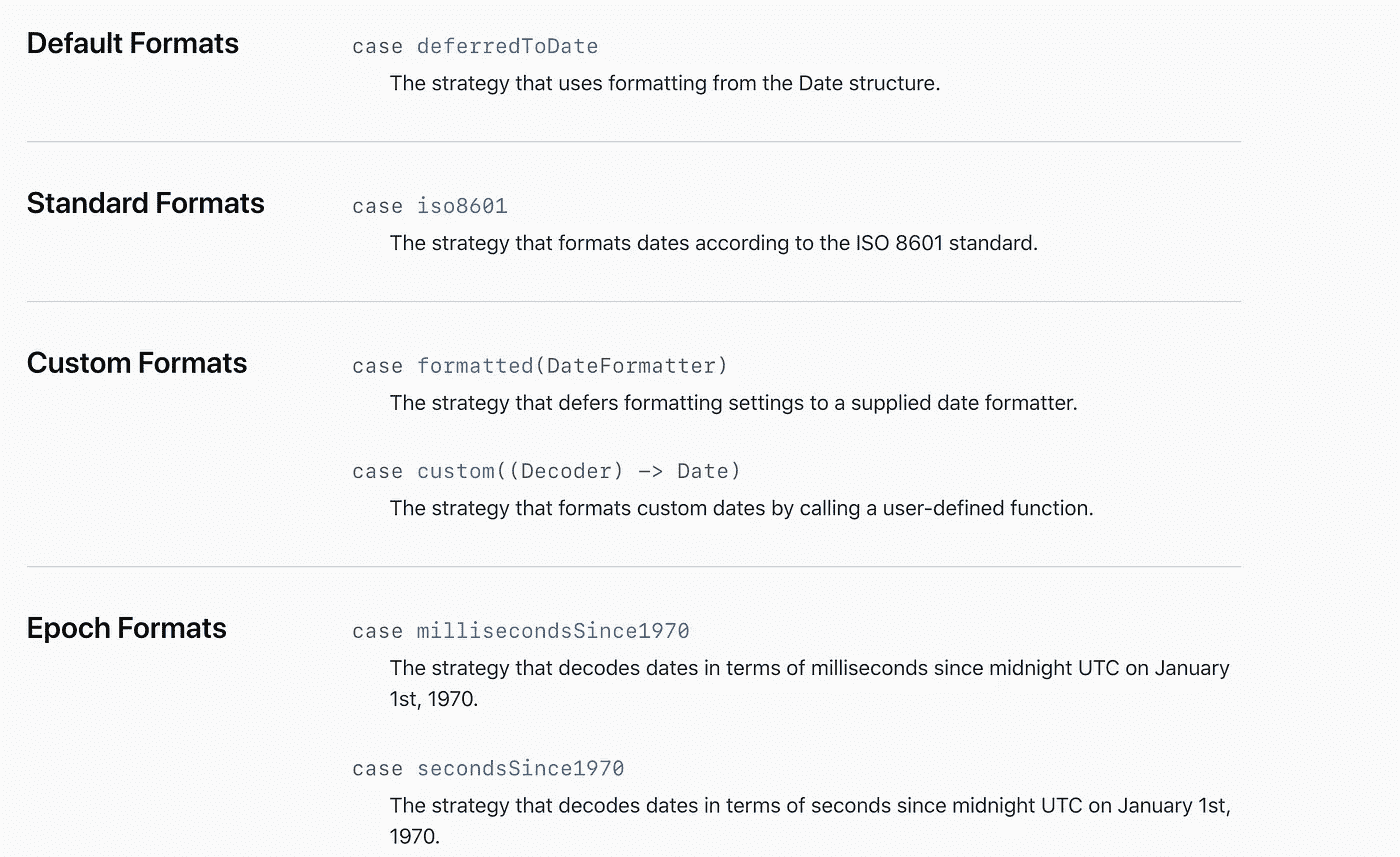 Default Formats
case deferredToDate
The strategy that uses formatting from the Date structure.
Standard Formats
case iso8601
The strategy that formats dates according to the ISO 8601 standard.
Custom Formats
case formatted(DateFormatter)
The strategy that defers formatting settings to a supplied date formatter.
case custom((Decoder) -> Date)
The strategy that formats custom dates by calling a user-defined function.
Epoch Formats
case millisecondsSince1970
The strategy that decodes dates in terms of milliseconds since midnight UTC on January
1st, 1970.
case secondsSince1970
The strategy that decodes dates in terms of seconds since midnight UTC on January 1st,
1970.